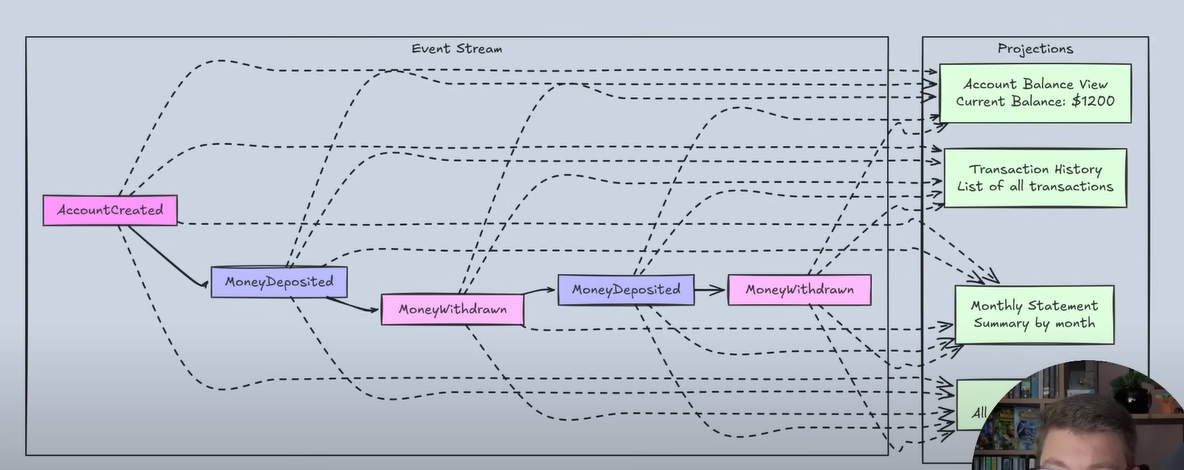 Event Stream
Projections
Account Balance View
Current Balance: $1200
Transaction History
List of all transactions
AccountCreated
MoneyDeposited
MoneyWithdrawn
MoneyDeposited
MoneyWithdrawn
Monthly Statement
Summary by month
All